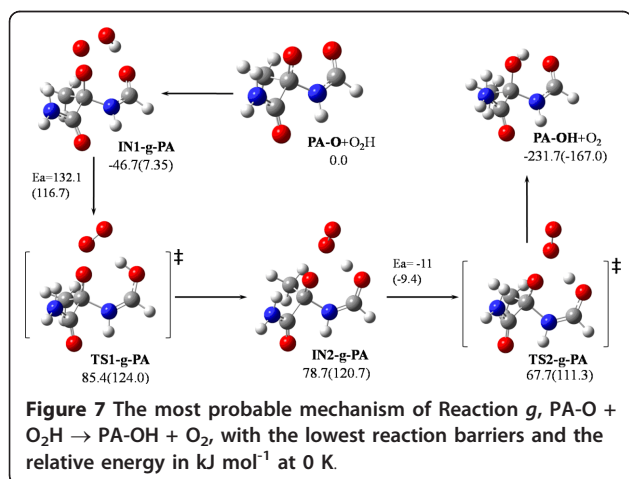 IN1-g-PA
-46.7(7.35)
PA-O+O₂H
0.0
PA-OH+O₂
-231.7(-167.0)
Ea=132.1
(116.7)
‡
TS1-g-PA
85.4(124.0)
IN2-g-PA
78.7(120.7)
Ea= -11
(-9.4)
‡
TS2-g-PA
67.7(111.3)
Figure 7 The most probable mechanism of Reaction g, PA-O +
O₂H → PA-OH + O₂, with the lowest reaction barriers and the
relative energy in kJ mol⁻¹ at 0 K.